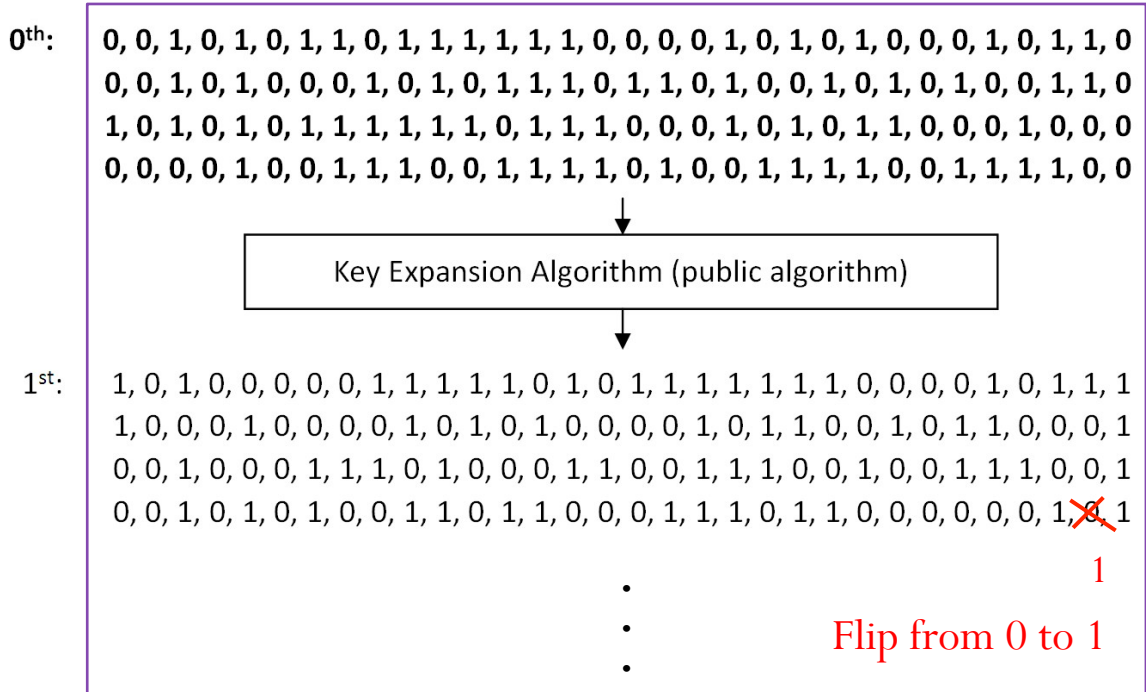 0th: 0, 0, 1, 0, 1, 0, 1, 1, 0, 1, 1, 1, 1, 1, 1, 0, 0, 0, 0, 1, 0, 1, 0, 1, 0, 0, 0, 1, 0, 1, 1, 0
0, 0, 1, 0, 1, 0, 0, 0, 1, 0, 1, 0, 1, 1, 1, 0, 1, 1, 0, 1, 0, 0, 1, 0, 1, 0, 1, 0, 0, 1, 1, 0
1, 0, 1, 0, 1, 0, 1, 1, 1, 1, 1, 1, 0, 1, 1, 1, 0, 0, 0, 1, 0, 1, 0, 1, 1, 0, 0, 0, 1, 0, 0, 0
0, 0, 0, 0, 1, 0, 0, 1, 1, 1, 0, 0, 1, 1, 1, 1, 0, 1, 0, 0, 1, 1, 1, 1, 0, 0, 1, 1, 1, 1, 0, 0
Key Expansion Algorithm (public algorithm)
1st: 1, 0, 1, 0, 0, 0, 0, 0, 1, 1, 1, 1, 1, 0, 1, 0, 1, 1, 1, 1, 1, 1, 1, 0, 0, 0, 0, 1, 0, 1, 1, 1
1, 0, 0, 0, 1, 0, 0, 0, 0, 1, 0, 1, 0, 1, 0, 0, 0, 0, 1, 0, 1, 1, 0, 0, 1, 0, 1, 1, 0, 0, 0, 1
0, 0, 1, 0, 0, 0, 1, 1, 1, 0, 1, 0, 0, 0, 1, 1, 0, 0, 1, 1, 1, 0, 0, 1, 0, 0, 1, 1, 1, 0, 0, 1
0, 0, 1, 0, 1, 0, 1, 0, 0, 1, 1, 0, 1, 1, 0, 0, 0, 1, 1, 1, 0, 1, 1, 0, 0, 0, 0, 0, 0, 1, 0, 1
1
Flip from 0 to 1